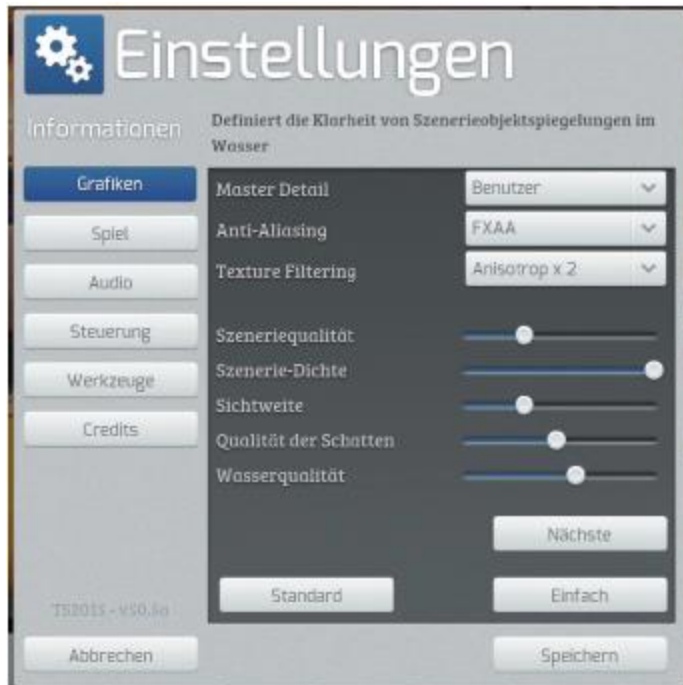 Einstellungen
Informationen
Definiert die Klarheit von Szenerieobjektspiegelungen im
Wasser
Grafiken
Spiel
Audio
Steuerung
Werkzeuge
Credits
Master Detail
Benutzer
Anti-Aliasing
FXAA
Texture Filtering
Anisotrop x 2
Szeneriequalität
Szenerie-Dichte
Sichtweite
Qualität der Schatten
Wasserqualität
Nächste
Standard
Einfach
Abbrechen
Speichern